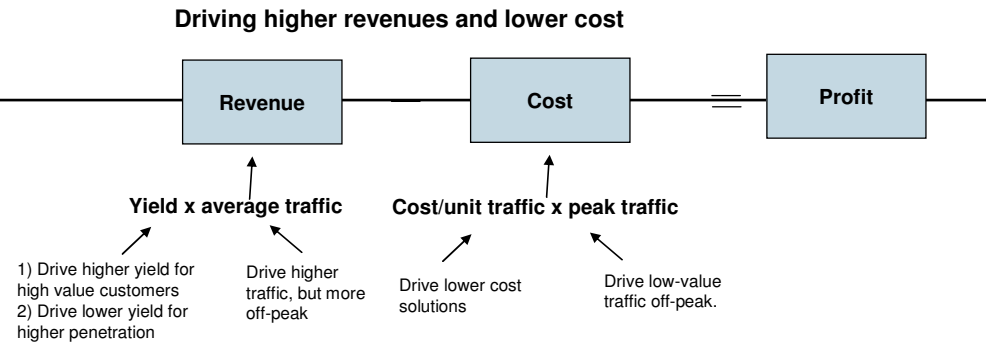 Driving higher revenues and lower cost
Revenue
Cost
Profit
Yield x average traffic
Cost/unit traffic x peak traffic
1) Drive higher yield for
high value customers
2) Drive lower yield for
higher penetration
Drive higher
traffic, but more
off-peak
Drive lower cost
solutions
Drive low-value
traffic off-peak.